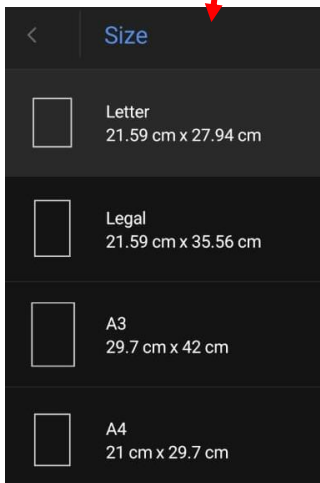 Size
Letter
21.59 cm x 27.94 cm
Legal
21.59 cm x 35.56 cm
A3
29.7 cm x 42 cm
A4
21 cm x 29.7 cm